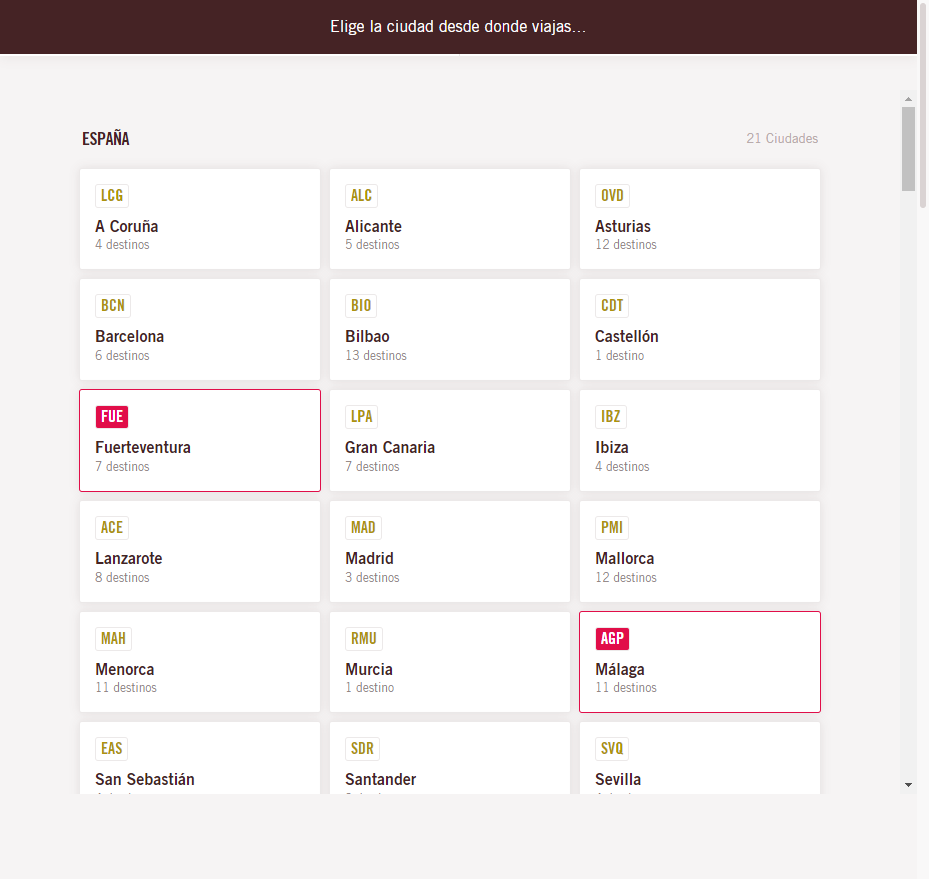 Elige la ciudad desde donde viajas...
ESPAÑA
21 Ciudades
LCG
A Coruña
4 destinos
ALC
Alicante
5 destinos
OVD
Asturias
12 destinos
BCN
Barcelona
6 destinos
BIO
Bilbao
13 destinos
CDT
Castellón
1 destino
FUE
Fuerteventura
7 destinos
LPA
Gran Canaria
7 destinos
IBZ
Ibiza
4 destinos
ACE
Lanzarote
8 destinos
MAD
Madrid
3 destinos
PMI
Mallorca
12 destinos
MAH
Menorca
11 destinos
RMU
Murcia
1 destino
AGP
Málaga
11 destinos
EAS
San Sebastián
SDR
Santander
SVQ
Sevilla